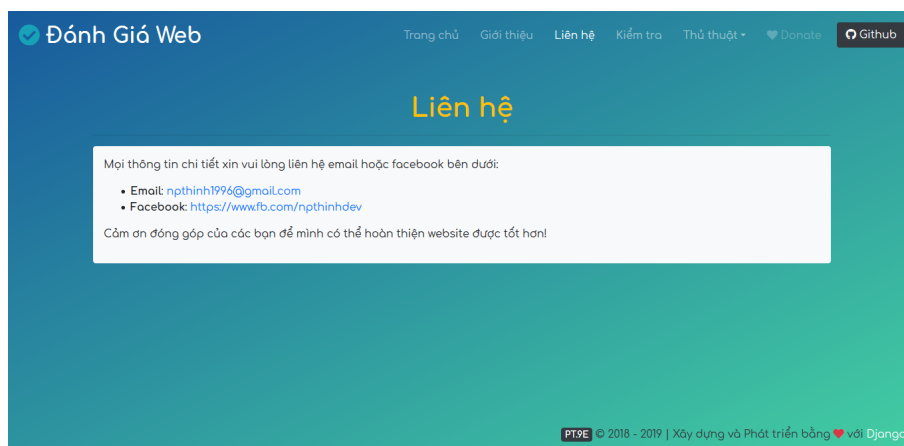 Đánh Giá Web
Trang chủ Giới thiệu Liên hệ Kiểm tra Thủ thuật Donate Github
Liên hệ
Mọi thông tin chi tiết xin vui lòng liên hệ email hoặc facebook bên dưới:
• Email: npthinh1996@gmail.com
• Facebook: https://www.fb.com/npthinhdev
Cảm ơn đóng góp của các bạn để mình có thể hoàn thiện website được tốt hơn!
PT.9E © 2018 - 2019 | Xây dựng và Phát triển bằng ❤ với Django